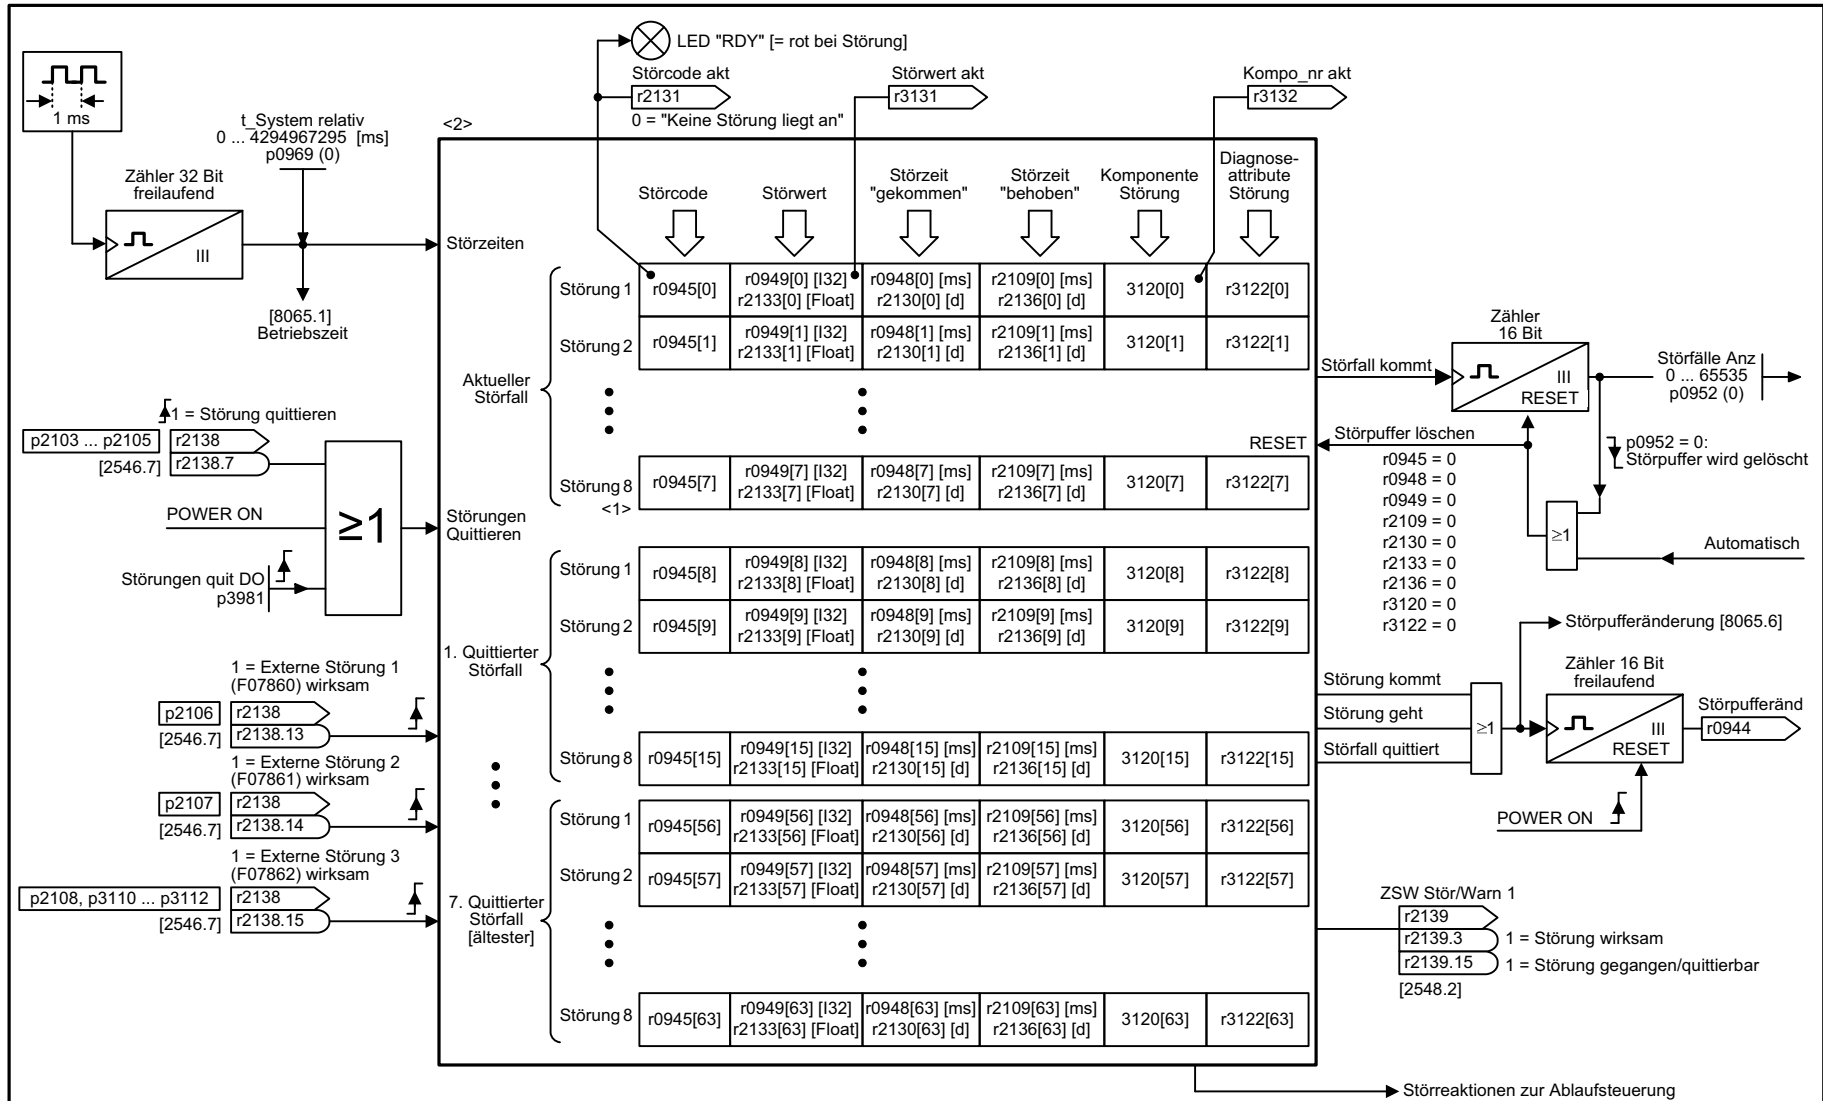 LED "RDY" [= rot bei Störung]
Störcode akt
r2131
0 = "Keine Störung liegt an"
Störwert akt
r3131
Kompo_nr akt
r3132
1 ms
t_System relativ
0 ... 4294967295 [ms]
p0969 (0)
Zähler 32 Bit
freilaufend
III
[8065.1]
Betriebszeit
<2>
Störcode
Störwert
Störzeit
"gekommen"
Störzeit
"behoben"
Komponente
Störung
Diagnose-
attribute
Störung
Störzeiten
Aktueller
Störfall
Störung 1
r0945[0]
r0949[0] [I32]
r2133[0] [Float]
r0948[0] [ms]
r2130[0] [d]
r2109[0] [ms]
r2136[0] [d]
3120[0]
r3122[0]
Störung 2
r0945[1]
r0949[1] [I32]
r2133[1] [Float]
r0948[1] [ms]
r2130[1] [d]
r2109[1] [ms]
r2136[1] [d]
3120[1]
r3122[1]
Störung 8
<1>
r0945[7]
r0949[7] [I32]
r2133[7] [Float]
r0948[7] [ms]
r2130[7] [d]
r2109[7] [ms]
r2136[7] [d]
3120[7]
r3122[7]
1. Quittierter
Störfall
Störung 1
r0945[8]
r0949[8] [I32]
r2133[8] [Float]
r0948[8] [ms]
r2130[8] [d]
r2109[8] [ms]
r2136[8] [d]
3120[8]
r3122[8]
Störung 2
r0945[9]
r0949[9] [I32]
r2133[9] [Float]
r0948[9] [ms]
r2130[9] [d]
r2109[9] [ms]
r2136[9] [d]
3120[9]
r3122[9]
Störung 8
r0945[15]
r0949[15] [I32]
r2133[15] [Float]
r0948[15] [ms]
r2130[15] [d]
r2109[15] [ms]
r2136[15] [d]
3120[15]
r3122[15]
7. Quittierter
Störfall
[ältester]
Störung 1
r0945[56]
r0949[56] [I32]
r2133[56] [Float]
r0948[56] [ms]
r2130[56] [d]
r2109[56] [ms]
r2136[56] [d]
3120[56]
r3122[56]
Störung 2
r0945[57]
r0949[57] [I32]
r2133[57] [Float]
r0948[57] [ms]
r2130[57] [d]
r2109[57] [ms]
r2136[57] [d]
3120[57]
r3122[57]
Störung 8
r0945[63]
r0949[63] [I32]
r2133[63] [Float]
r0948[63] [ms]
r2130[63] [d]
r2109[63] [ms]
r2136[63] [d]
3120[63]
r3122[63]
1 = Störung quittieren
p2103 ... p2105
r2138
[2546.7]
r2138.7
POWER ON
Störungen quit DO
p3981
≥1
Störungen
Quittieren
1 = Externe Störung 1
(F07860) wirksam
p2106
r2138
[2546.7]
r2138.13
1 = Externe Störung 2
(F07861) wirksam
p2107
r2138
[2546.7]
r2138.14
1 = Externe Störung 3
(F07862) wirksam
p2108, p3110 ... p3112
r2138
[2546.7]
r2138.15
Störfall kommt
Zähler
16 Bit
III
RESET
Störfälle Anz
0 ... 65535
p0952 (0)
RESET
Störpuffer löschen
r0945 = 0
r0948 = 0
r0949 = 0
r2109 = 0
r2130 = 0
r2133 = 0
r2136 = 0
r3120 = 0
r3122 = 0
p0952 = 0:
Störpuffer wird gelöscht
≥1
Automatisch
Störpufferänderung [8065.6]
Störung kommt
Störung geht
Störfall quittiert
≥1
Zähler 16 Bit
freilaufend
III
RESET
Störpufferänd
r0944
POWER ON
ZSW Stör/Warn 1
r2139
r2139.3
1 = Störung wirksam
r2139.15
1 = Störung gegangen/quittierbar
[2548.2]
Störreaktionen zur Ablaufsteuerung